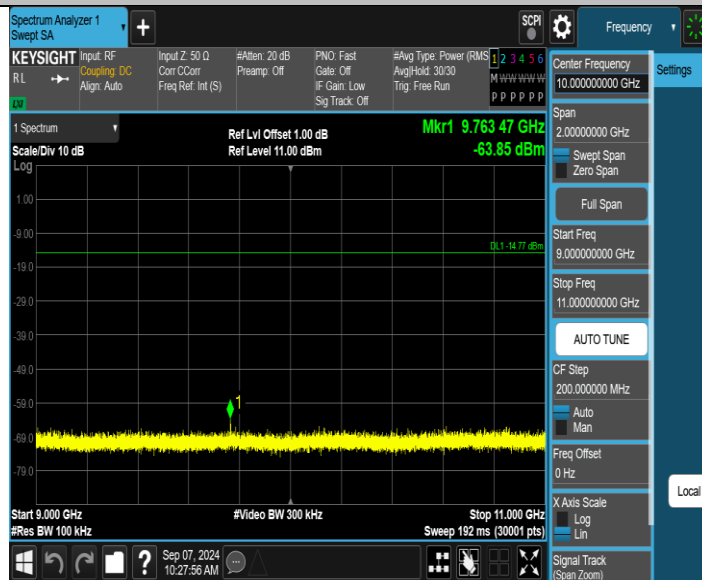 Spectrum Analyzer 1
Swept SA
+
SCPI
Frequency
KEYSIGHT
RL
LW
Input: RF
Coupling: DC
Align: Auto
Input Z: 50 Ω
Corr CCorr
Freq Ref: Int (S)
#Atten: 20 dB
Preamp: Off
PNO: Fast
Gate: Off
IF Gain: Low
Sig Track: Off
#Avg Type: Power (RMS
Avg|Hold: 30/30
Trig: Free Run
1 2 3 4 5 6
M W W W W W
P P P P P P
1 Spectrum
Scale/Div 10 dB
Log
Ref Lvl Offset 1.00 dB
Ref Level 11.00 dBm
Mkr1 9.763 47 GHz
-63.85 dBm
1.00
-9.00
DL1 -14.77 dBm
-19.0
-29.0
-39.0
-49.0
-59.0
1
-69.0
-79.0
Start 9.000 GHz
#Res BW 100 kHz
#Video BW 300 kHz
Stop 11.000 GHz
Sweep 192 ms (30001 pts)
?
Sep 07, 2024
10:27:56 AM
Center Frequency
10.000000000 GHz
Settings
Span
2.00000000 GHz
Swept Span
Zero Span
Full Span
Start Freq
9.000000000 GHz
Stop Freq
11.000000000 GHz
AUTO TUNE
CF Step
200.000000 MHz
Auto
Man
Freq Offset
0 Hz
Local
X Axis Scale
Log
Lin
Signal Track
(Span Zoom)